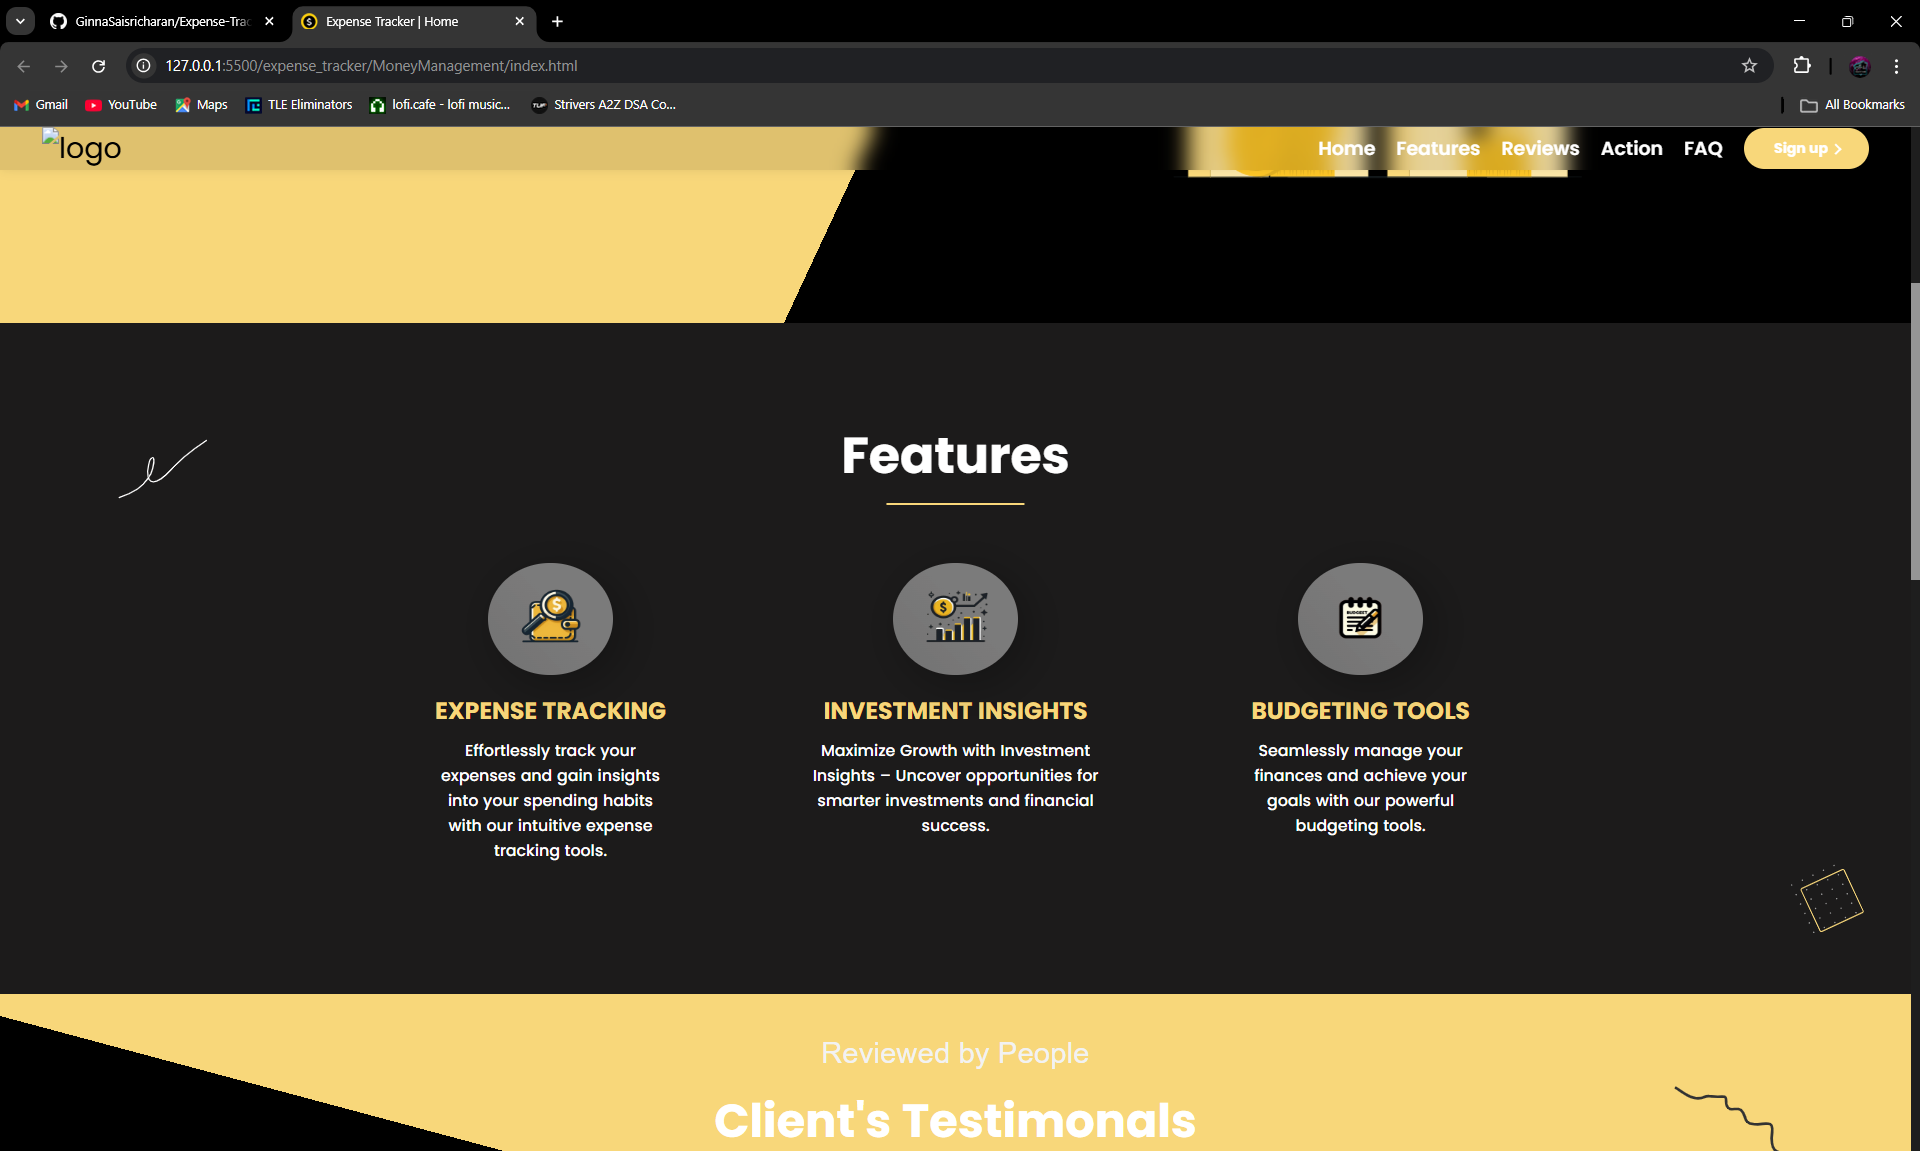 GinnaSaisricharan/Expense-Trac
Expense Tracker | Home
127.0.0.1:5500/expense_tracker/MoneyManagement/index.html
Gmail
YouTube
Maps
TLE Eliminators
lofi.cafe - lofi music...
TUF
Strivers A2Z DSA Co...
All Bookmarks
logo
Home
Features
Reviews
Action
FAQ
Sign up
Features
BUDGET
EXPENSE TRACKING
INVESTMENT INSIGHTS
BUDGETING TOOLS
Effortlessly track your
expenses and gain insights
into your spending habits
with our intuitive expense
tracking tools.
Maximize Growth with Investment
Insights – Uncover opportunities for
smarter investments and financial
success.
Seamlessly manage your
finances and achieve your
goals with our powerful
budgeting tools.
Reviewed by People
Client's Testimonals